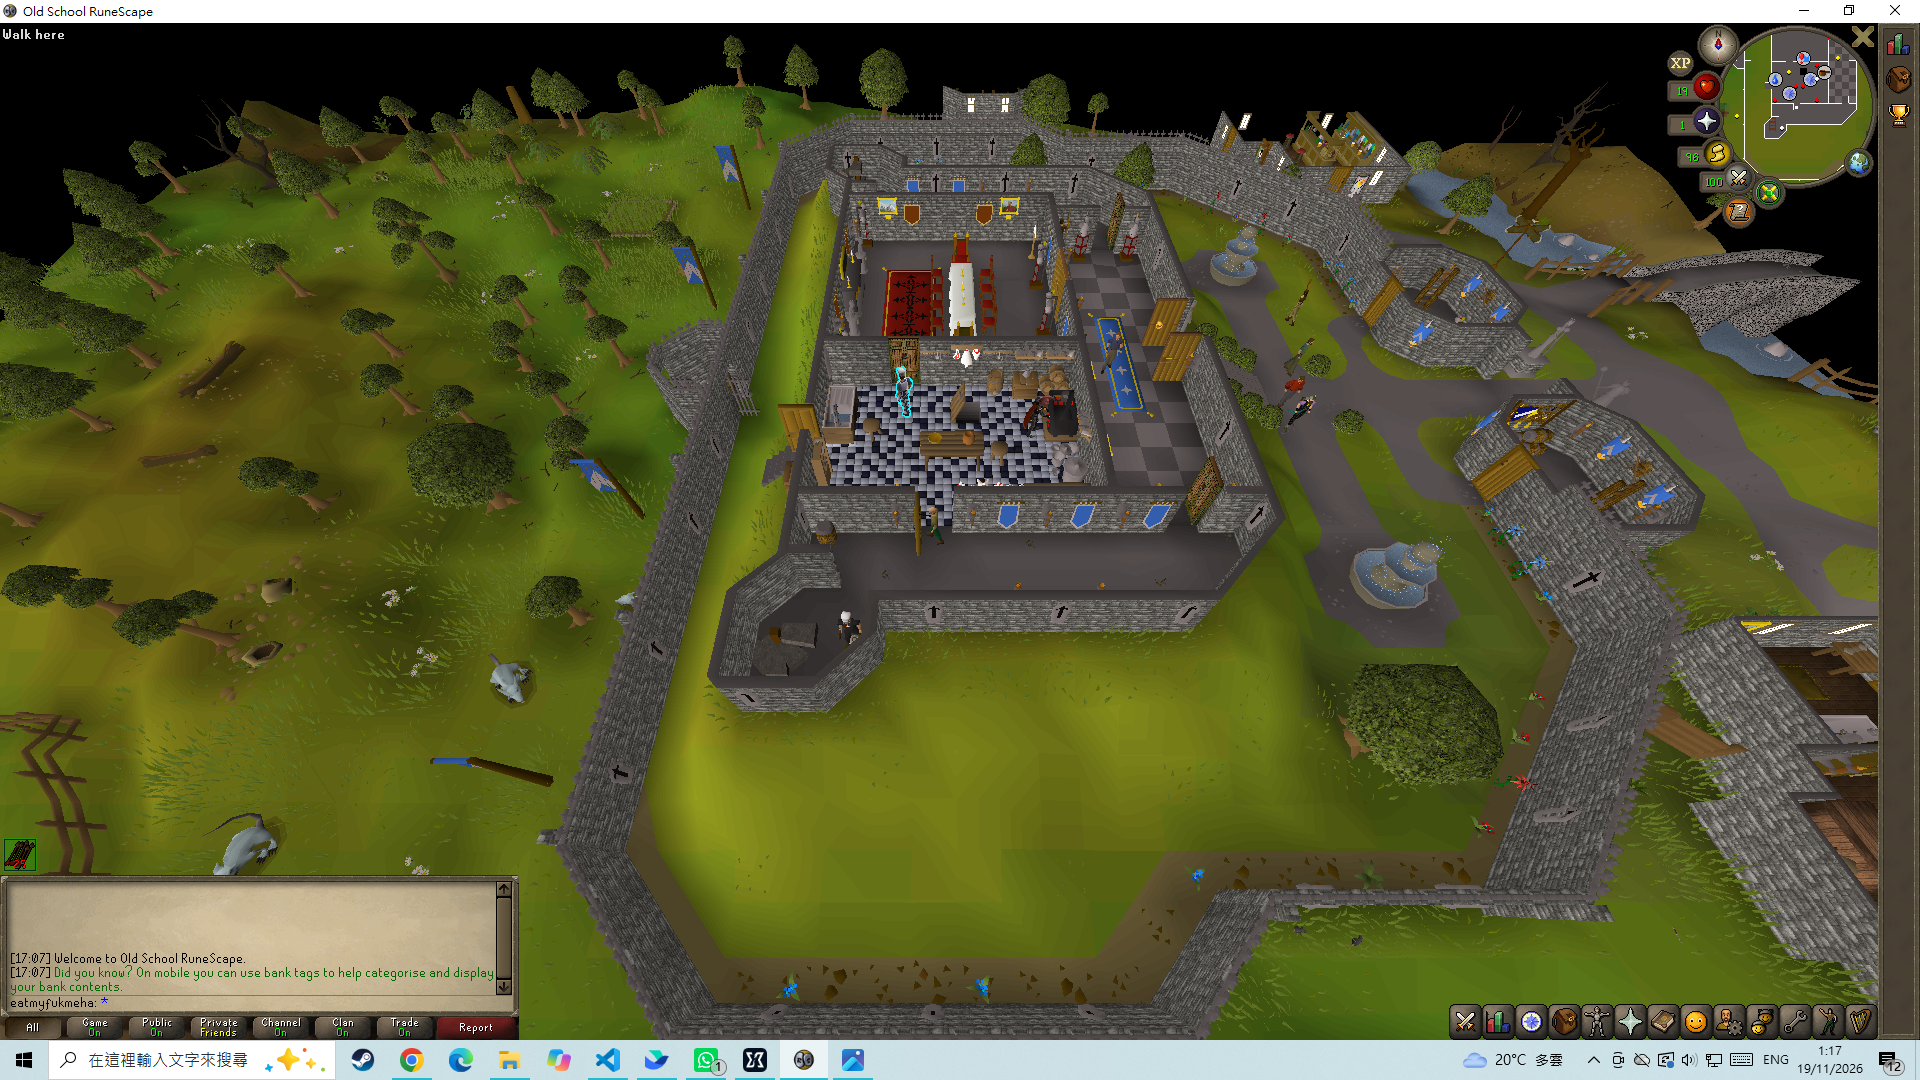 Old School RuneScape
Walk here
N
XP
19
1
96
100
25
[17:07] Welcome to Old School RuneScape.
[17:07] Did you know? On mobile you can use bank tags to help categorise and display
your bank contents.
eatmyfukmeha: *
All
Game
On
Public
On
Private
Friends
Channel
On
Clan
On
Trade
On
Report
在這裡輸入文字來搜尋
1
20°C 多雲
ENG
1:17
19/11/2026
12